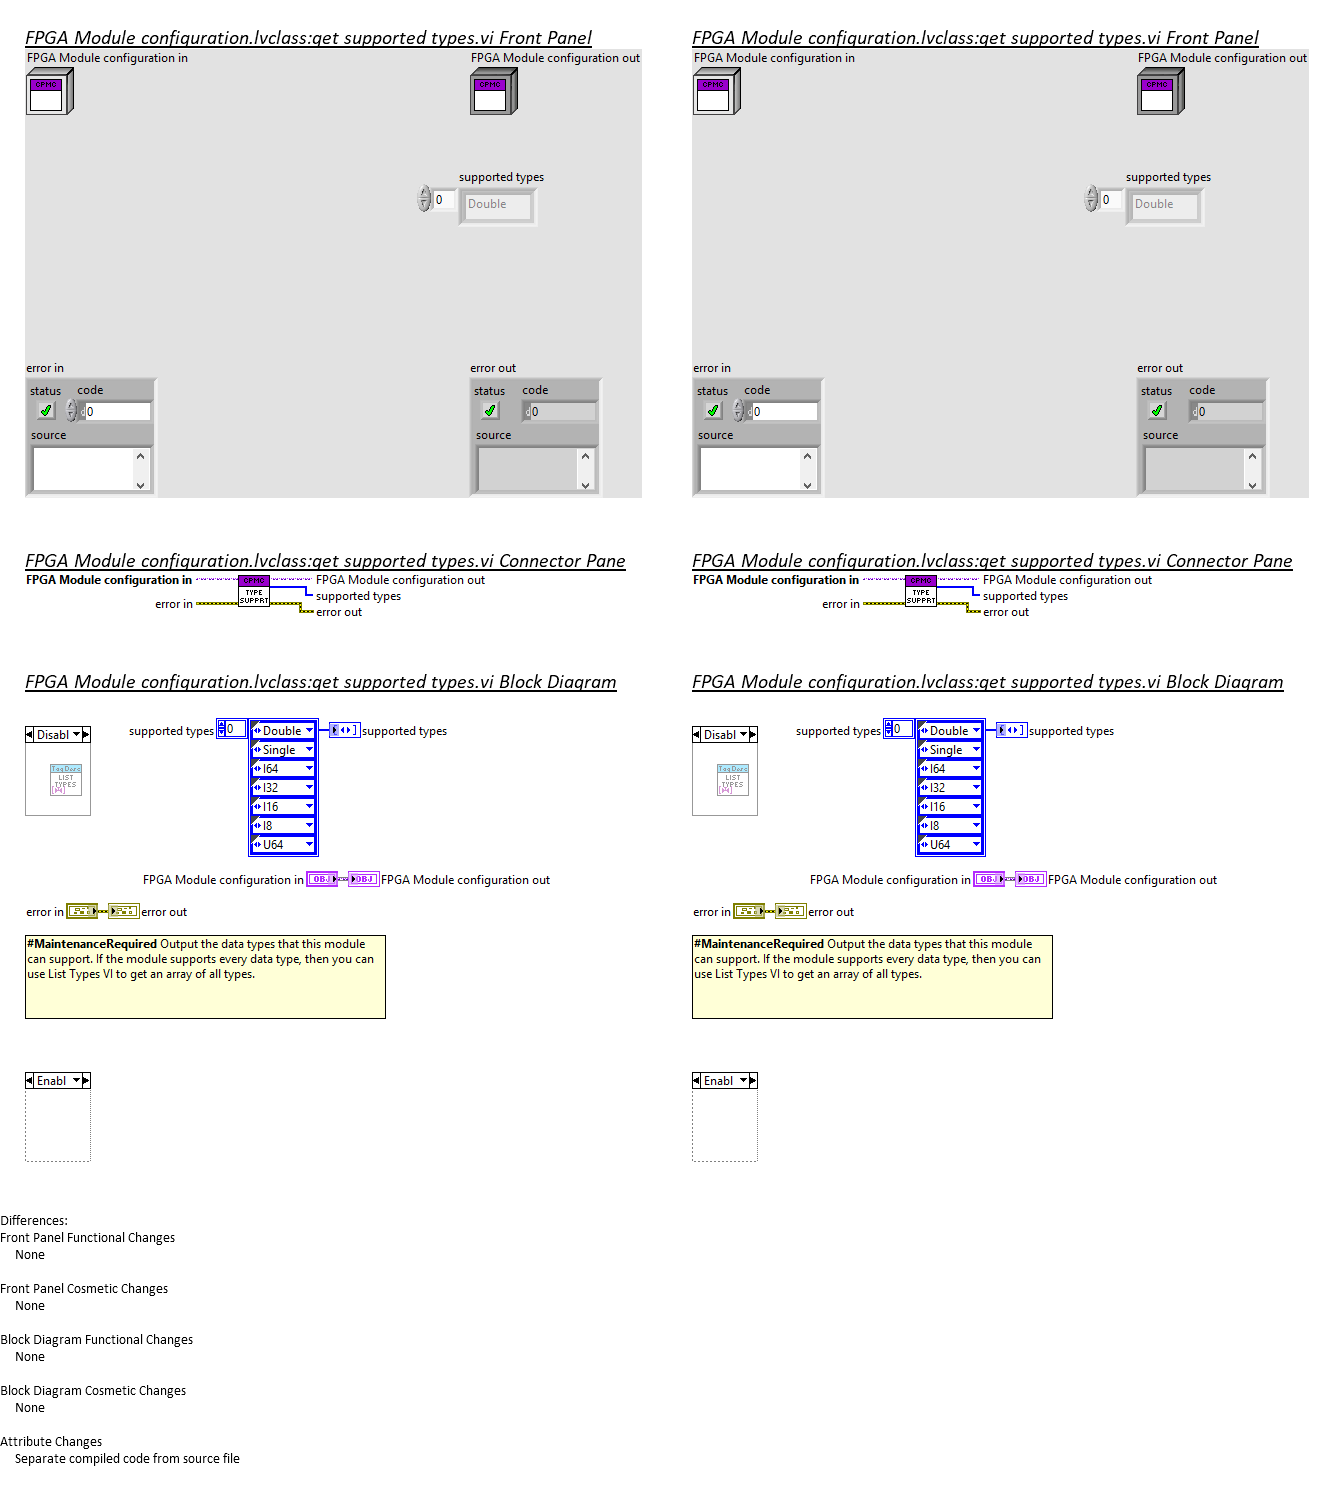 FPGA Module configuration.lvclass:get supported types.vi Front Panel
FPGA Module configuration in
FPGA Module configuration out
CPMC
CPMC
supported types
0
Double
error in
status
code
d0
source
error out
status
code
d0
source
FPGA Module configuration.lvclass:get supported types.vi Front Panel
FPGA Module configuration in
FPGA Module configuration out
CPMC
CPMC
supported types
0
Double
error in
status
code
d0
source
error out
status
code
d0
source
FPGA Module configuration.lvclass:get supported types.vi Connector Pane
FPGA Module configuration in
CPMC
TYPE
SUPPRT
FPGA Module configuration out
supported types
error in
error out
FPGA Module configuration.lvclass:get supported types.vi Connector Pane
FPGA Module configuration in
CPMC
TYPE
SUPPRT
FPGA Module configuration out
supported types
error in
error out
FPGA Module configuration.lvclass:get supported types.vi Block Diagram
Disabl
LIST
TYPES
supported types
0
Double
Single
I64
I32
I16
I8
U64
supported types
FPGA Module configuration in
OBJ
OBJ
FPGA Module configuration out
error in
error out
#MaintenanceRequired Output the data types that this module
can support. If the module supports every data type, then you can
use List Types VI to get an array of all types.
Enabl
FPGA Module configuration.lvclass:get supported types.vi Block Diagram
Disabl
LIST
TYPES
supported types
0
Double
Single
I64
I32
I16
I8
U64
supported types
FPGA Module configuration in
OBJ
OBJ
FPGA Module configuration out
error in
error out
#MaintenanceRequired Output the data types that this module
can support. If the module supports every data type, then you can
use List Types VI to get an array of all types.
Enabl
Differences:
Front Panel Functional Changes
None
Front Panel Cosmetic Changes
None
Block Diagram Functional Changes
None
Block Diagram Cosmetic Changes
None
Attribute Changes
Separate compiled code from source file